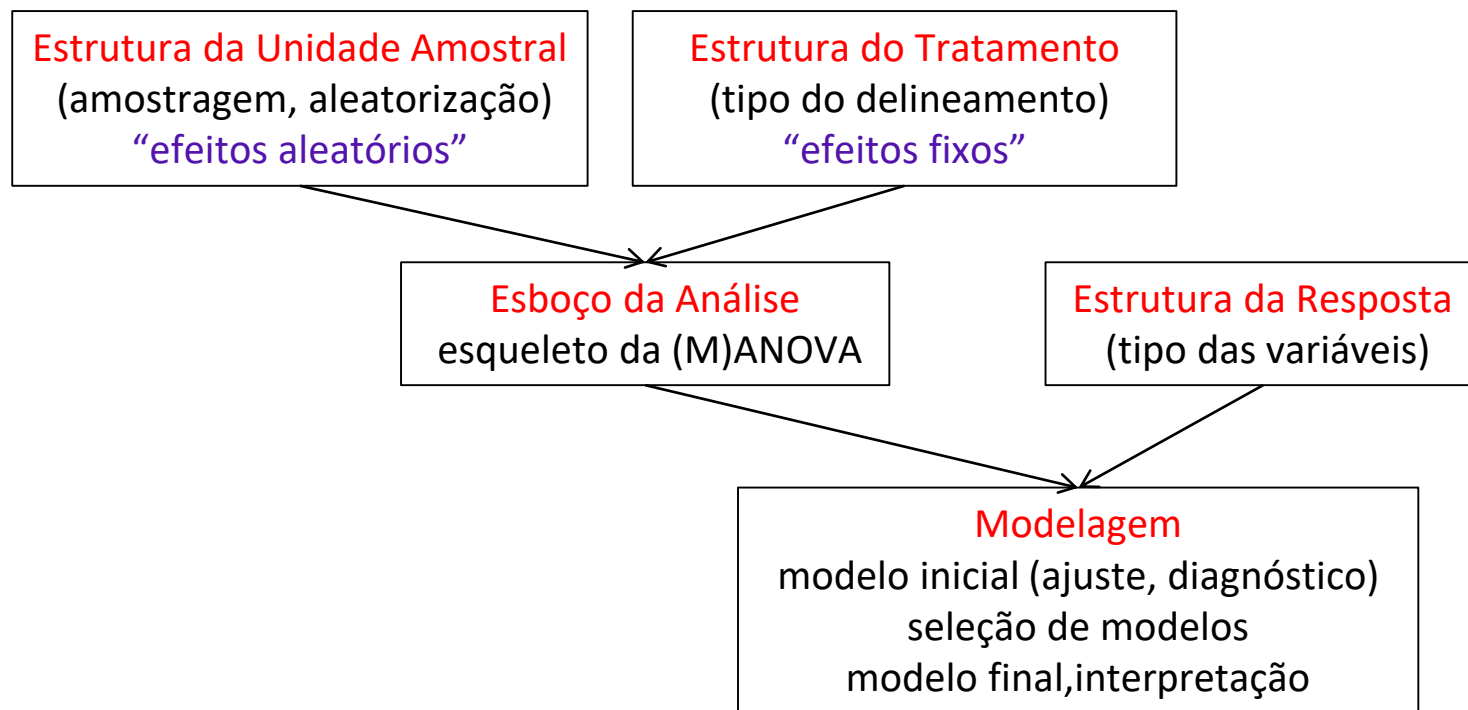 Estrutura da Unidade Amostral
(amostragem, aleatorização)
“efeitos aleatórios”
Estrutura do Tratamento
(tipo do delineamento)
“efeitos fixos”
Esboço da Análise
esqueleto da (M)ANOVA
Estrutura da Resposta
(tipo das variáveis)
Modelagem
modelo inicial (ajuste, diagnóstico)
seleção de modelos
modelo final,interpretação